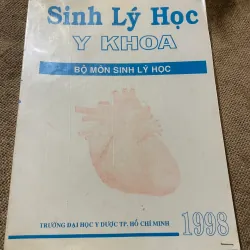 Sinh Lý Học
Y KHOA
BỘ MÔN SINH LÝ HỌC
TRƯỜNG ĐẠI HỌC Y DƯỢC TP. HỒ CHÍ MINH
1998